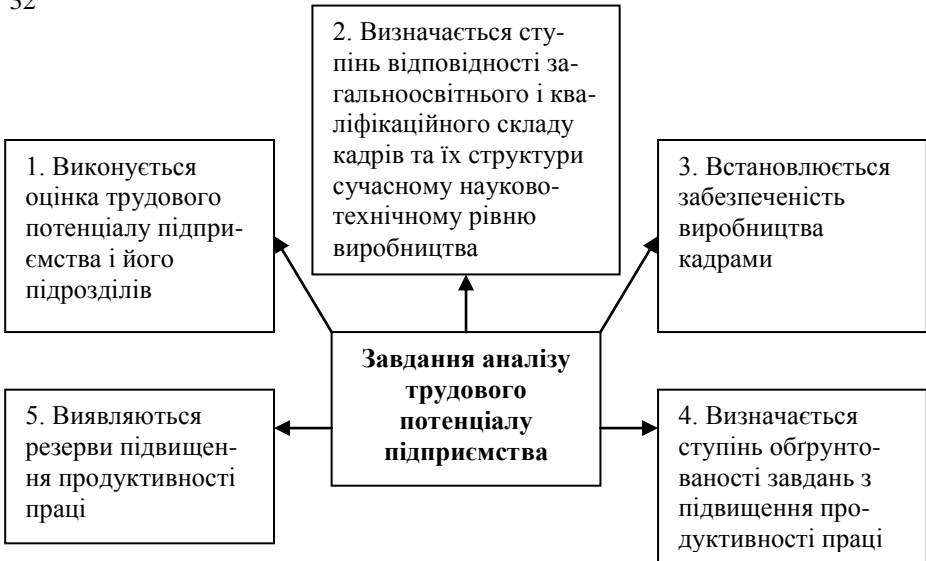 32
2. Визначається сту-
пінь відповідності за-
гальноосвітнього і ква-
ліфікаційного складу
кадрів та їх структури
сучасному науково-
технічному рівню
виробництва
1. Виконується
оцінка трудового
потенціалу підпри-
ємства і його
підрозділів
3. Встановлюється
забезпеченість
виробництва
кадрами
Завдання аналізу
трудового
потенціалу
підприємства
5. Виявляються
резерви підвищен-
ня продуктивності
праці
4. Визначається
ступінь обґрунто-
ваності завдань з
підвищення про-
дуктивності праці